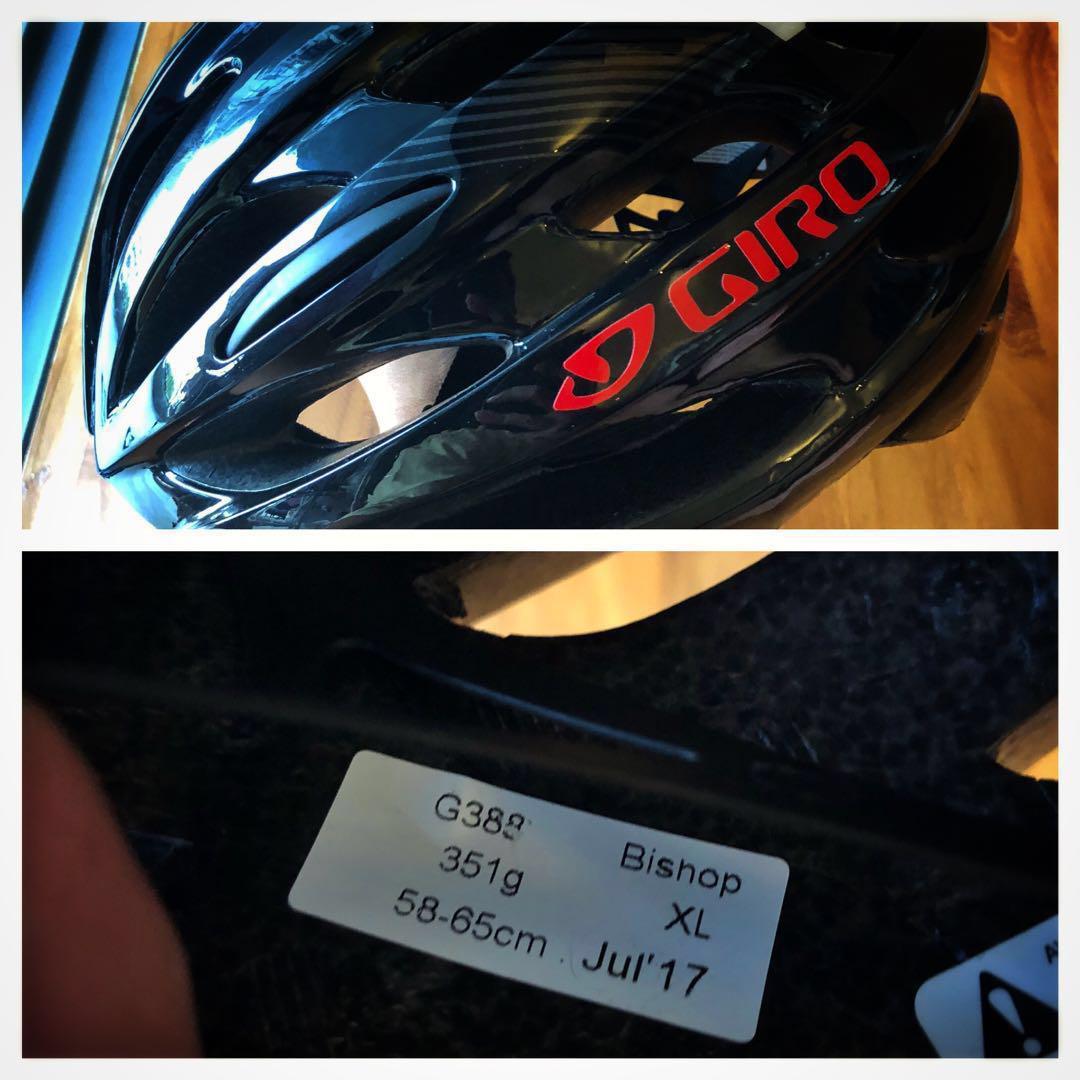 GIRO
G388 Bishop
351g XL
58-65cm Jul'17